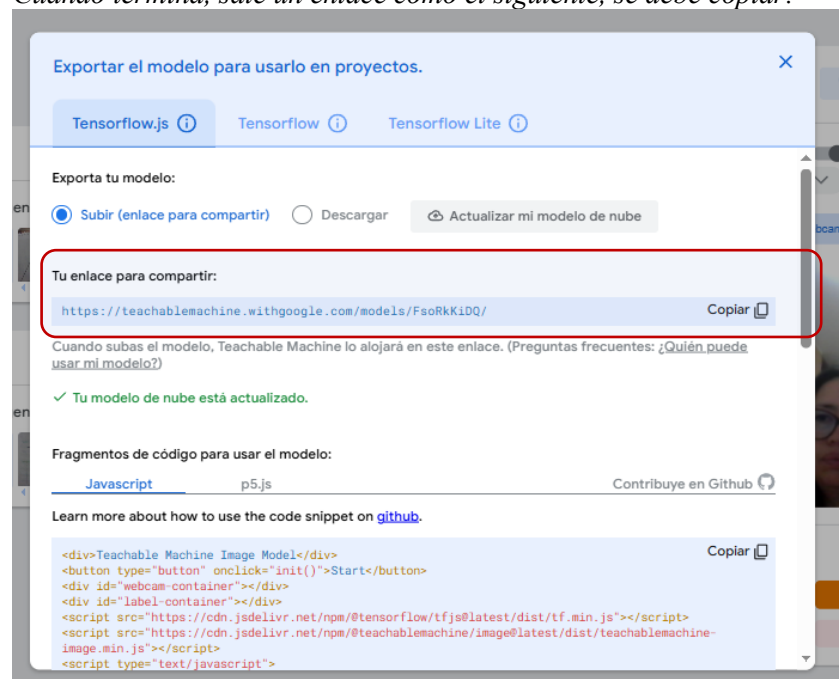 Cuando termina, sale un enlace como el siguiente, se debe copiar:
Exportar el modelo para usarlo en proyectos.
Tensorflow.js
Tensorflow
Tensorflow Lite
Exporta tu modelo:
Subir (enlace para compartir)
Descargar
Actualizar mi modelo de nube
Tu enlace para compartir:
https://teachablemachine.withgoogle.com/models/FsoRkKiDQ/
Copiar
Cuando subas el modelo, Teachable Machine lo alojará en este enlace. (Preguntas frecuentes: ¿Quién puede
usar mi modelo?)
Tu modelo de nube está actualizado.
Fragmentos de código para usar el modelo:
Javascript
p5.js
Contribuye en Github
Learn more about how to use the code snippet on github.
Copiar
<div>Teachable Machine Image Model</div>
<button type="button" onclick="init()">Start</button>
<div id="webcam-container"></div>
<div id="label-container"></div>
<script src="https://cdn.jsdelivr.net/npm/@tensorflow/tfjs@latest/dist/tf.min.js"></script>
<script src="https://cdn.jsdelivr.net/npm/@teachablemachine/image@latest/dist/teachablemachine-
image.min.js"></script>
<script type="text/javascript">